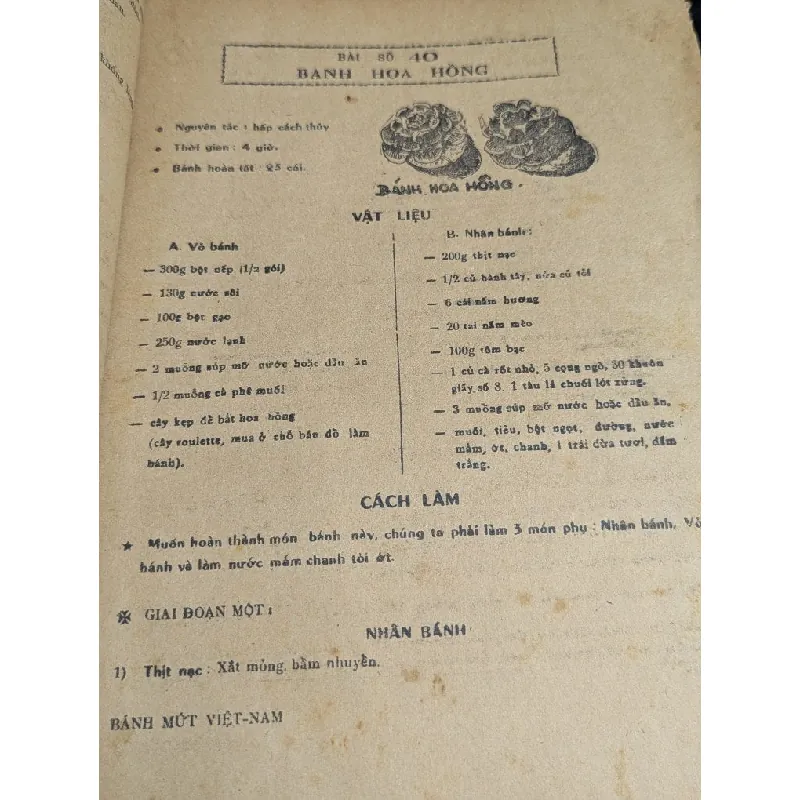 BÀI SỐ 40
BÁNH HOA HỒNG
• Nguyên tắc : hấp cách thủy
• Thời gian : 4 giờ.
• Bánh hoàn tất : 25 cái.
BÁNH HOA HỒNG.
VẬT LIỆU
A. Vỏ bánh
— 300g bột nếp (1/2 gói)
— 130g nước sôi
— 100g bột gạo
— 250g nước lạnh
— 2 muỗng súp mỡ nước hoặc dầu ăn
— 1/2 muỗng cà phê muối
— cây kẹp để bắt hoa hồng
(cây roulette, mua ở chỗ bán đồ làm
bánh).
B. Nhân bánh :
— 200g thịt nạc
— 1/2 củ hành tây, nửa củ tỏi
— 6 cái nấm hương
— 20 tai nấm mèo
— 100g tôm bạc
— 1 củ cà rốt nhỏ, 5 cọng ngò, 30 khuôn
giấy số 8, 1 tàu lá chuối lót xửng.
— 3 muỗng súp mỡ nước hoặc dầu ăn.
— muối, tiêu, bột ngọt, đường, nước
mắm, ớt, chanh, 1 trái dừa tươi, dấm
trắng.
CÁCH LÀM
★ Muốn hoàn thành món bánh này, chúng ta phải làm 3 món phụ : Nhân bánh, Vỏ
bánh và làm nước mắm chanh tỏi ớt.
✠ GIAI ĐOẠN MỘT :
NHÂN BÁNH
1) Thịt nạc : Xắt mỏng, bằm nhuyễn.
BÁNH MỨT VIỆT-NAM